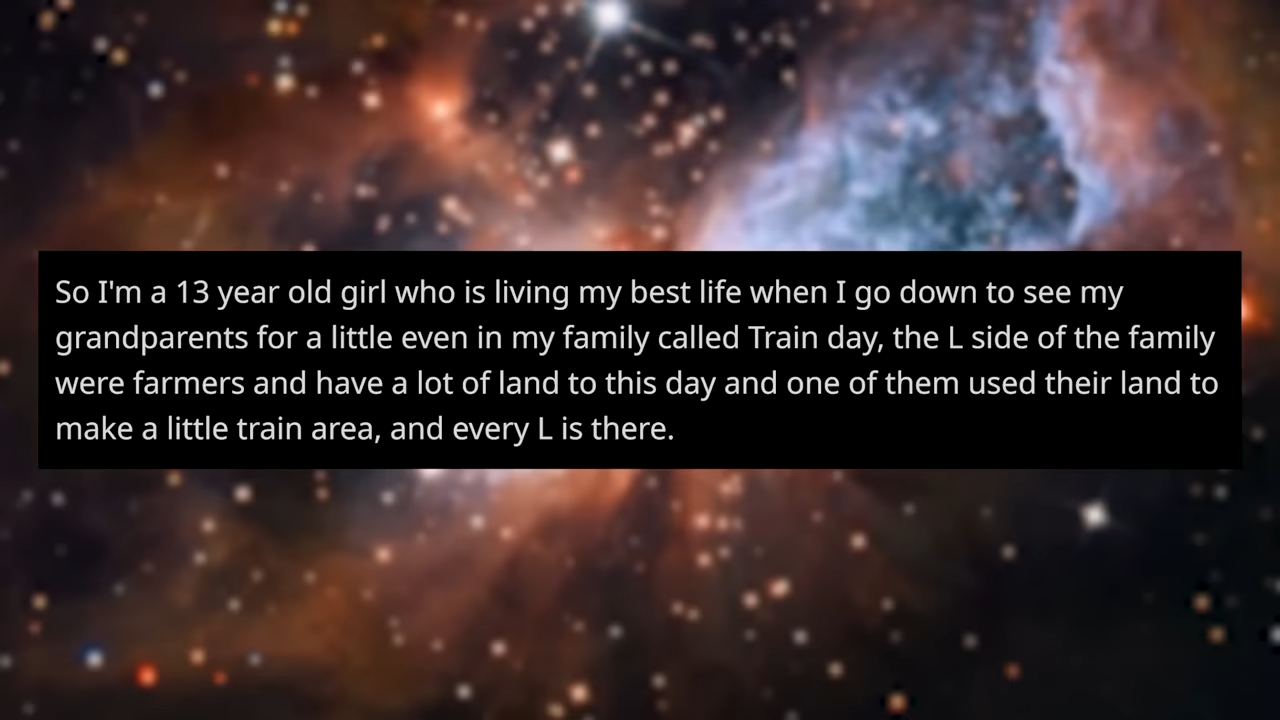 So I'm a 13 year old girl who is living my best life when I go down to see my
grandparents for a little even in my family called Train day, the L side of the family
were farmers and have a lot of land to this day and one of them used their land to
make a little train area, and every L is there.